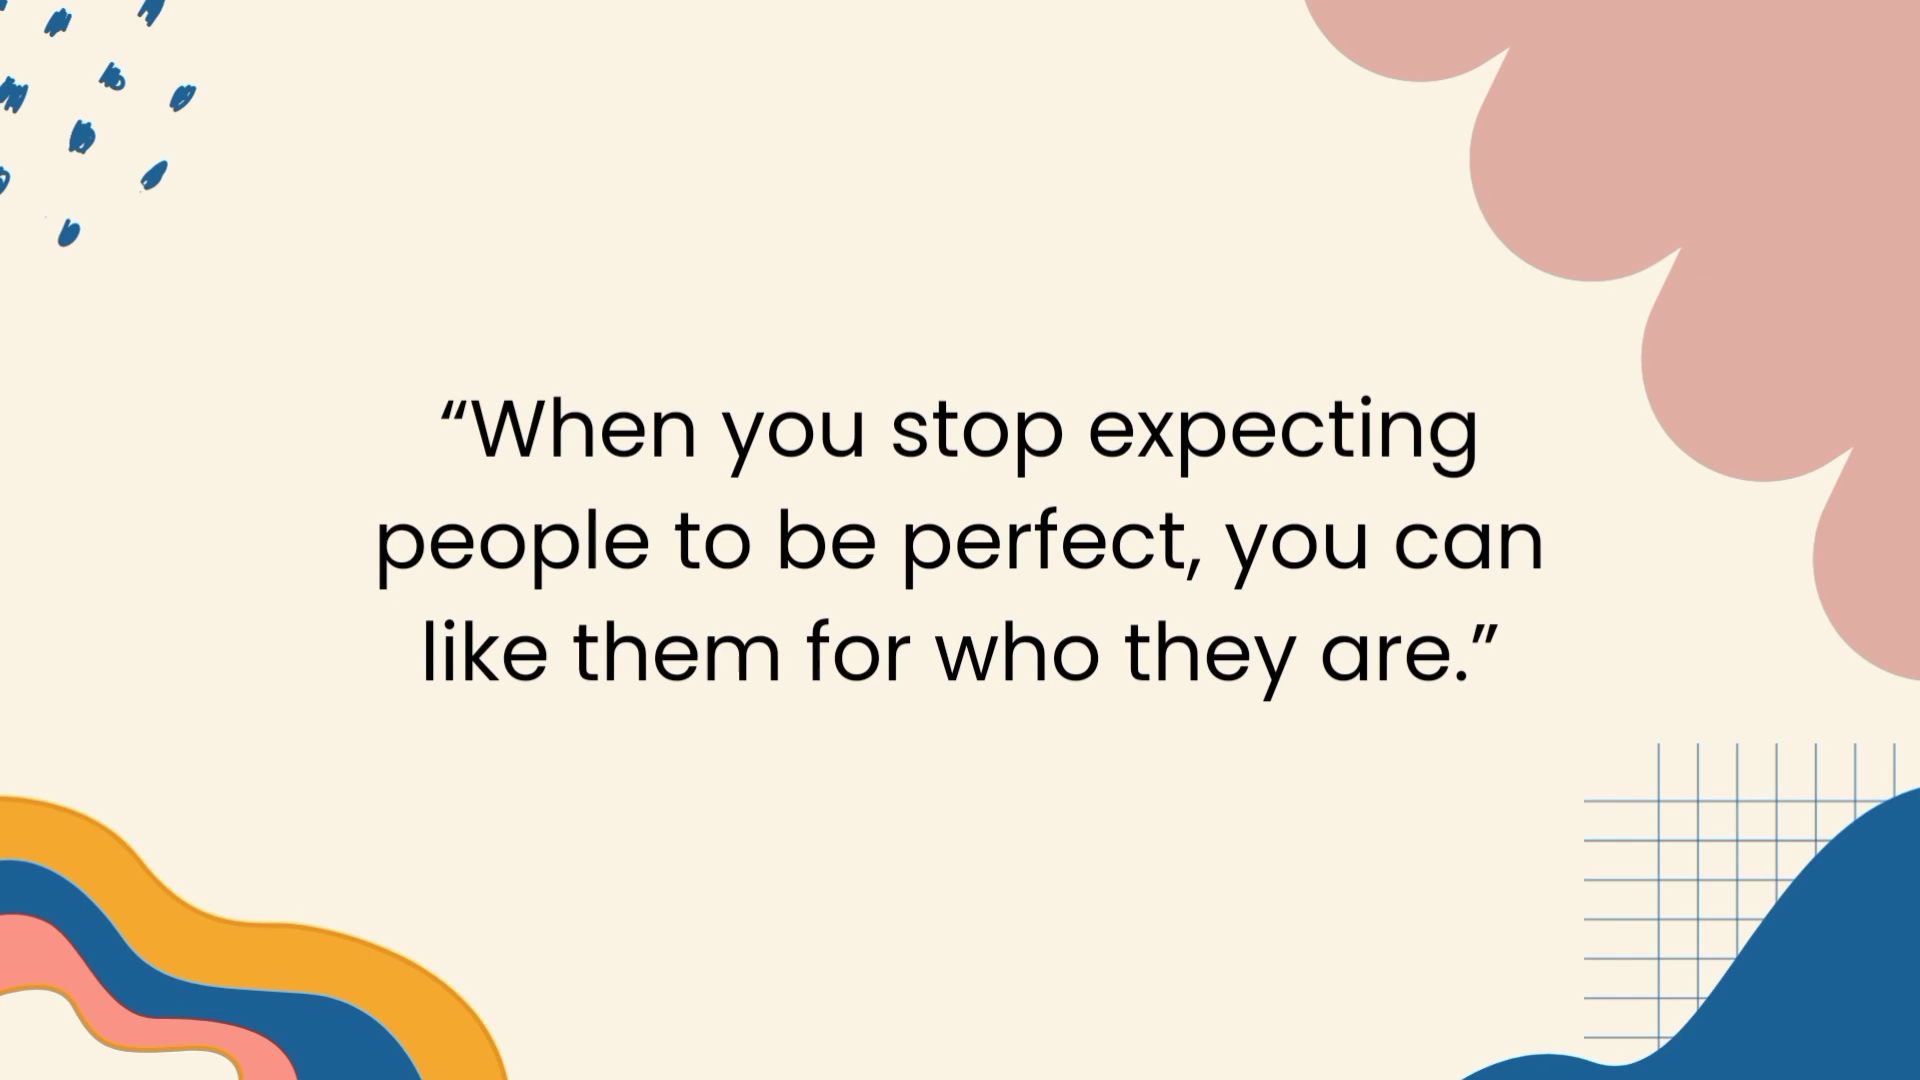 “When you stop expecting
people to be perfect, you can
like them for who they are.”